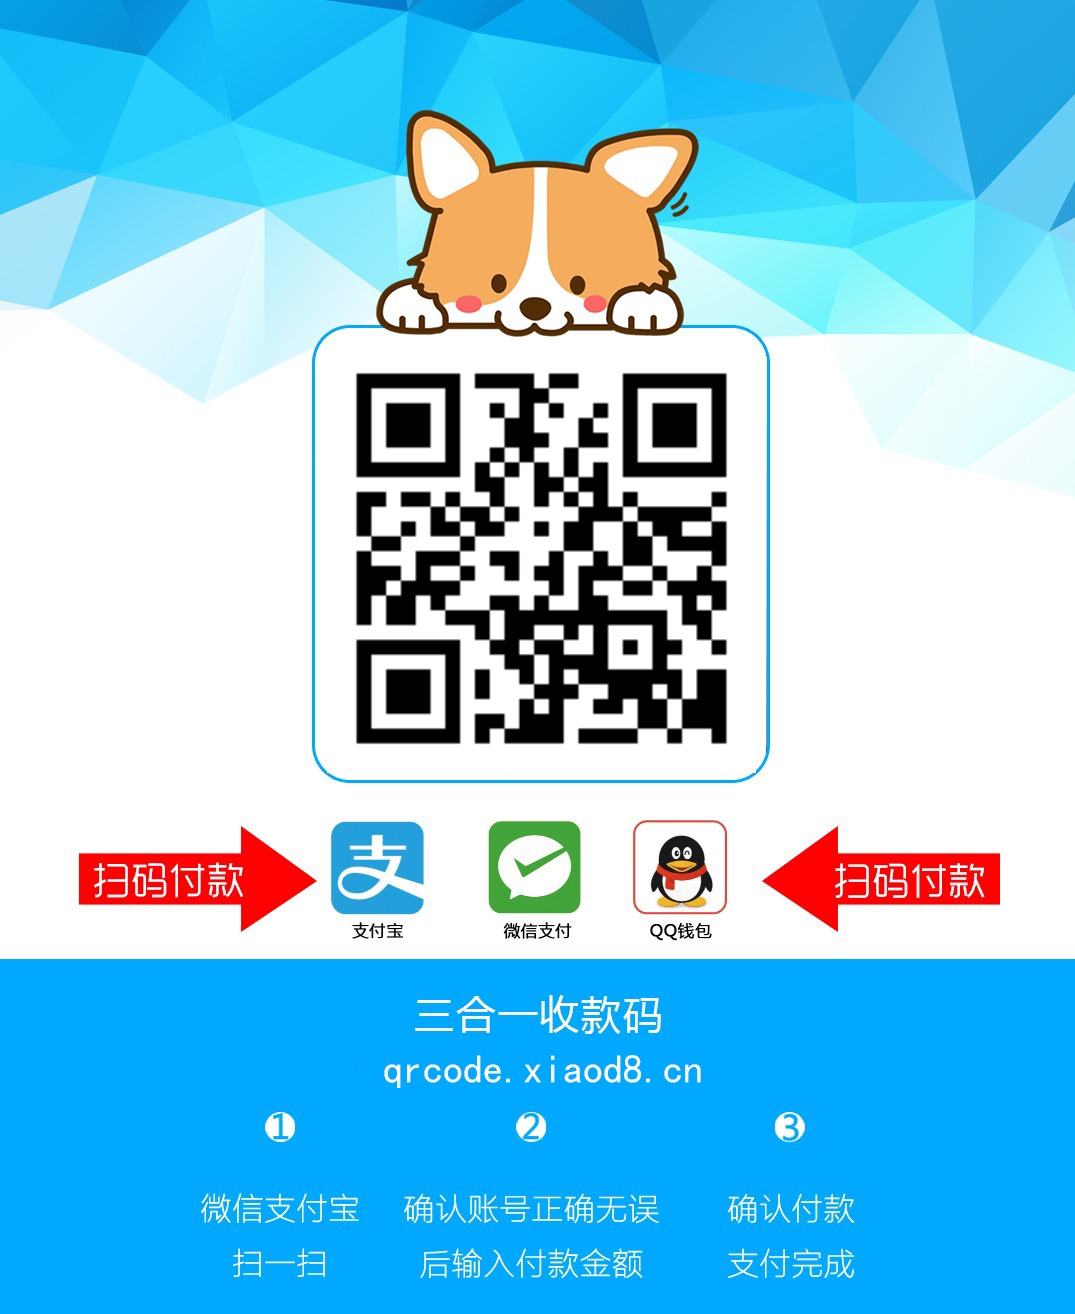 扫码付款
扫码付款
支付宝
微信支付
QQ钱包
三合一收款码
qrcode.xiaod8.cn
1
2
3
微信支付宝
扫一扫
确认账号正确无误
后输入付款金额
确认付款
支付完成